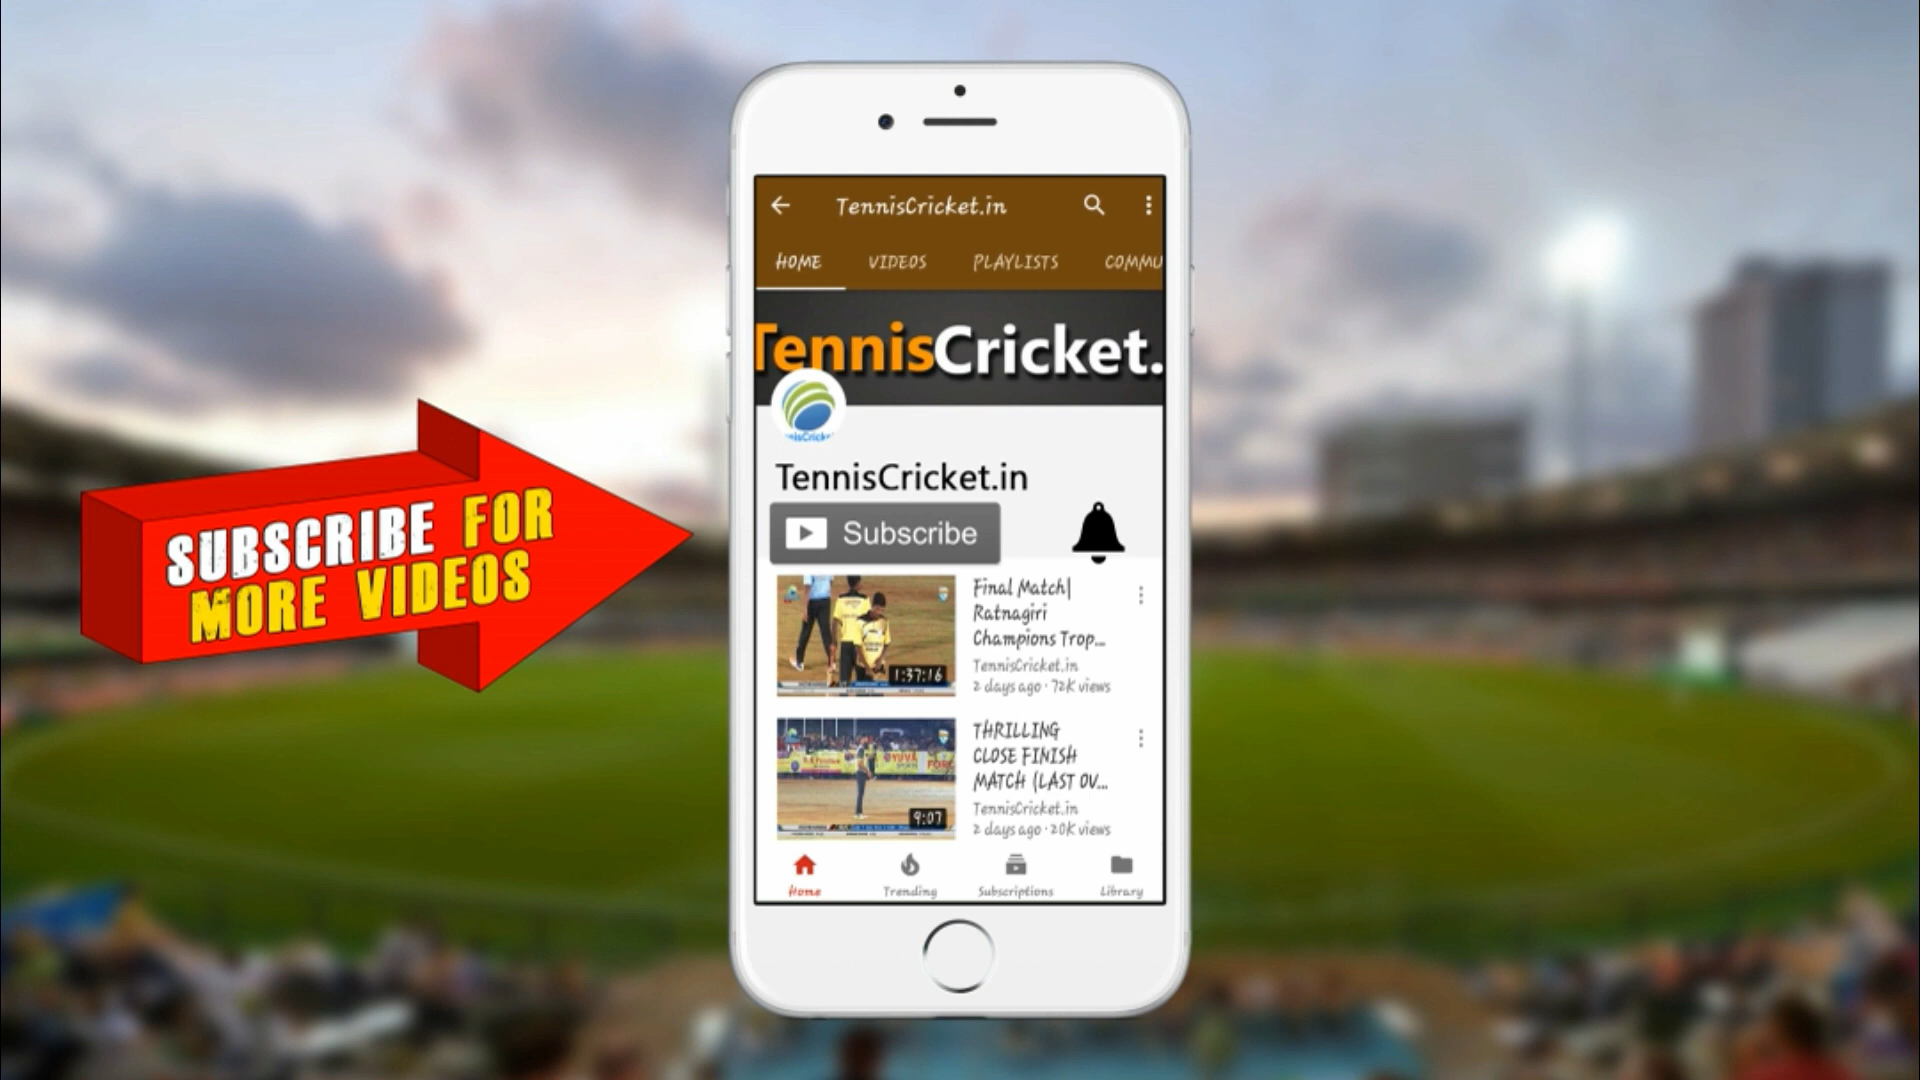 TennisCricket.in
HOME VIDEOS PLAYLISTS COMMU
TennisCricket.
TennisCricket.in
Subscribe
SUBSCRIBE FOR
MORE VIDEOS
Final Match|
Ratnagiri
Champions Trop...
TennisCricket.in
2 days ago · 72K views
1:37:16
THRILLING
CLOSE FINISH
MATCH (LAST OV...
TennisCricket.in
2 days ago · 20K views
9:07
Home Trending Subscriptions Library